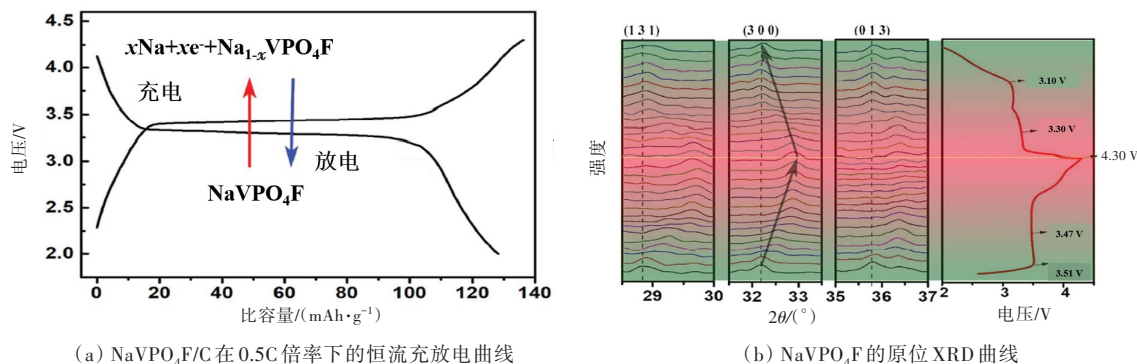 4.5
4.0
3.5
3.0
2.5
2.0
电压/V
xNa+xe⁻+Na₁₋ₓVPO₄F
充电
放电
NaVPO₄F
0 20 40 60 80 100 120 140
比容量/(mAh·g⁻¹)
(a) NaVPO₄F/C在0.5C倍率下的恒流充放电曲线
(1 3 1) (3 0 0) (0 1 3)
强度
3.10 V
3.30 V
4.30 V
3.47 V
3.51 V
29 30 31 32 33 35 36 37 2 3 4
2θ/(°) 电压/V
(b) NaVPO₄F的原位XRD曲线